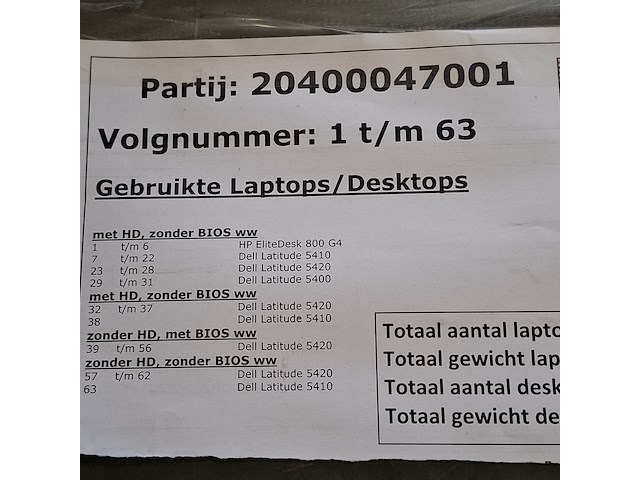 Partij: 20400047001
Volgnummer: 1 t/m 63
Gebruikte Laptops/Desktops
met HD, zonder BIOS ww
1 t/m 6 HP EliteDesk 800 G4
7 t/m 22 Dell Latitude 5410
23 t/m 28 Dell Latitude 5420
29 t/m 31 Dell Latitude 5400
met HD, zonder BIOS ww
32 t/m 37 Dell Latitude 5420
38 Dell Latitude 5410
zonder HD, met BIOS ww
39 t/m 56 Dell Latitude 5420
zonder HD, zonder BIOS ww
57 t/m 62 Dell Latitude 5420
63 Dell Latitude 5410
Totaal aantal lapto
Totaal gewicht lap
Totaal aantal desk
Totaal gewicht de